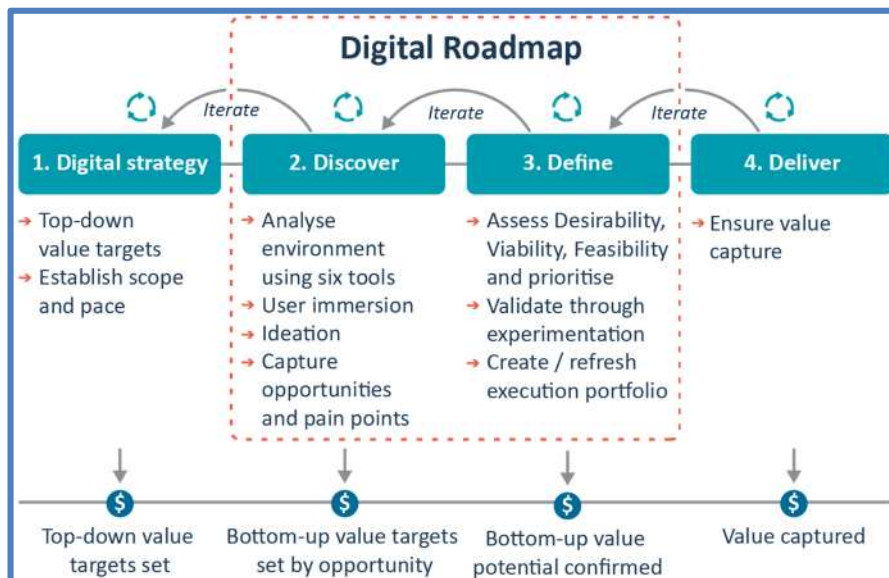 Digital Roadmap
Iterate
Iterate
Iterate
1. Digital strategy
2. Discover
3. Define
4. Deliver
Top-down
value targets
Establish scope
and pace
Analyse
environment
using six tools
User immersion
Ideation
Capture
opportunities
and pain points
Assess Desirability,
Viability, Feasibility
and prioritise
Validate through
experimentation
Create / refresh
execution portfolio
Ensure value
capture
$
$
$
$
Top-down value
targets set
Bottom-up value targets
set by opportunity
Bottom-up value
potential confirmed
Value captured